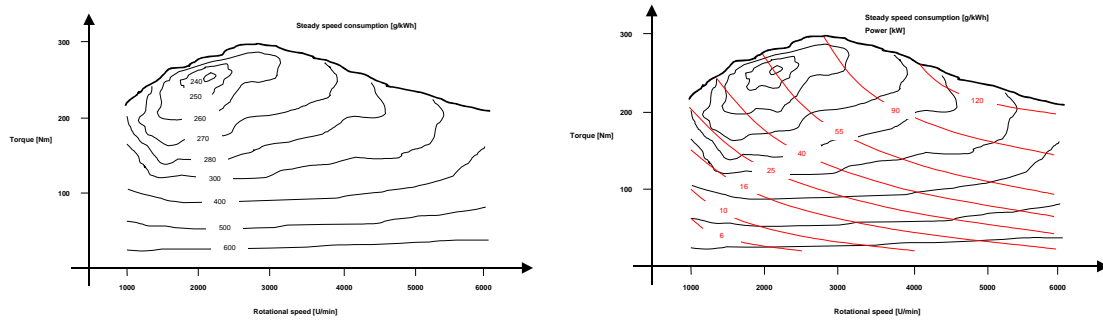 Steady speed consumption [g/kWh]
300
240
250
260
200
270
Torque [Nm]
280
300
100
400
500
600
1000 2000 3000 4000 5000 6000
Rotational speed [U/min]
Steady speed consumption [g/kWh]
Power [kW]
300
120
90
200
55
Torque [Nm]
40
25
16
100
10
6
1000 2000 3000 4000 5000 6000
Rotational speed [U/min]